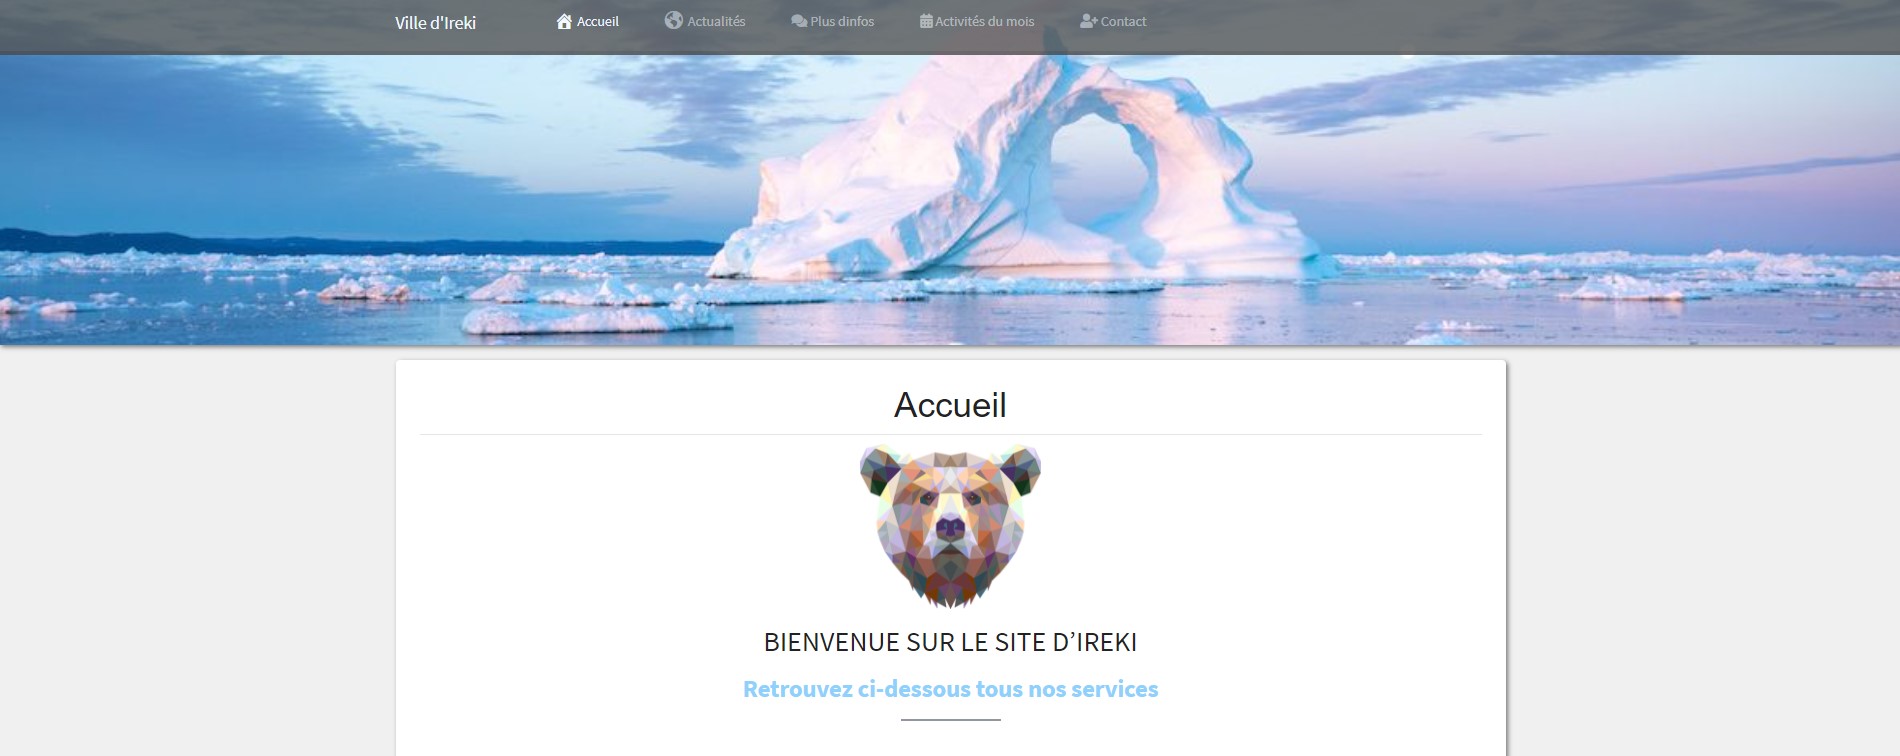 Ville d'Ireki Accueil Actualités Plus dinfos Activités du mois Contact
Accueil
BIENVENUE SUR LE SITE D’IREKI
Retrouvez ci-dessous tous nos services